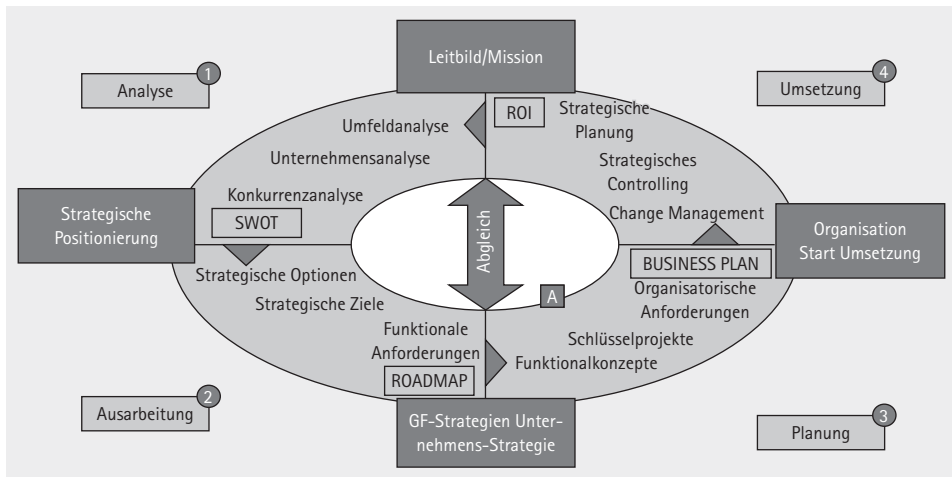 Leitbild/Mission
1
Analyse
4
Umsetzung
ROI
Strategische
Planung
Umfeldanalyse
Unternehmensanalyse
Strategisches
Controlling
Konkurrenzanalyse
SWOT
Change Management
Strategische
Positionierung
Abgleich
Organisation
Start Umsetzung
Strategische Optionen
BUSINESS PLAN
Strategische Ziele
A
Organisatorische
Anforderungen
Funktionale
Anforderungen
Schlüsselprojekte
Funktionalkonzepte
ROADMAP
2
Ausarbeitung
GF-Strategien Unter-
nehmens-Strategie
3
Planung